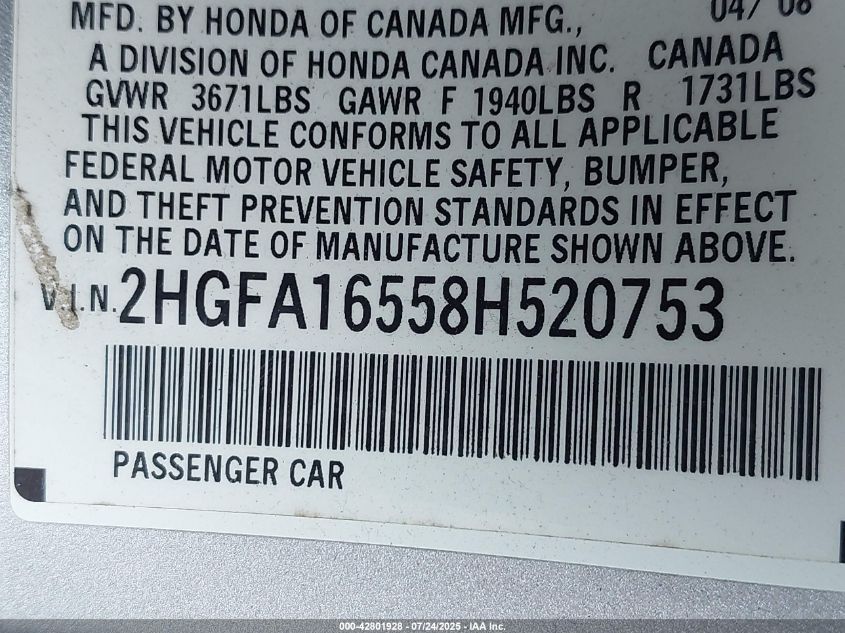 MFD. BY HONDA OF CANADA MFG., 04/08
A DIVISION OF HONDA CANADA INC. CANADA
GVWR 3671LBS GAWR F 1940LBS R 1731LBS
THIS VEHICLE CONFORMS TO ALL APPLICABLE
FEDERAL MOTOR VEHICLE SAFETY, BUMPER,
AND THEFT PREVENTION STANDARDS IN EFFECT
ON THE DATE OF MANUFACTURE SHOWN ABOVE.
V.I.N. 2HGFA16558H520753
PASSENGER CAR
000-42801928 - 07/24/2025 - IAA Inc.